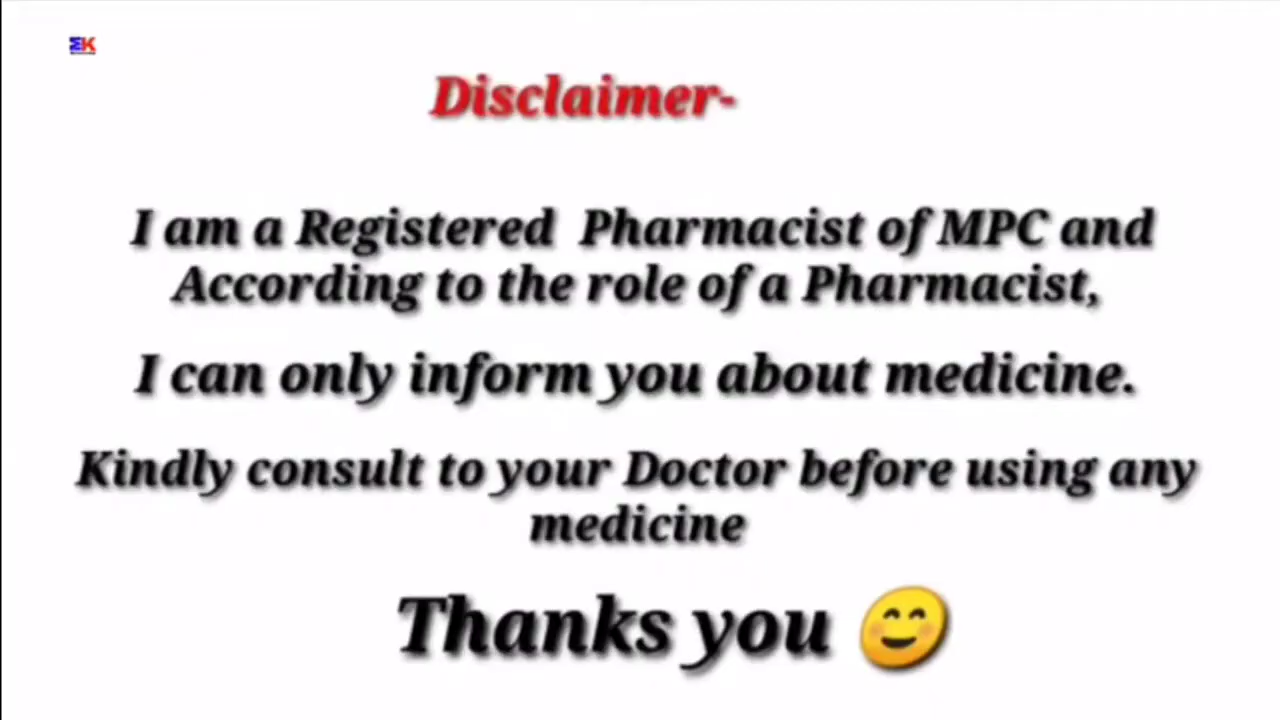 ΣK
Disclaimer-
I am a Registered Pharmacist of MPC and
According to the role of a Pharmacist,
I can only inform you about medicine.
Kindly consult to your Doctor before using any
medicine
Thanks you 😊